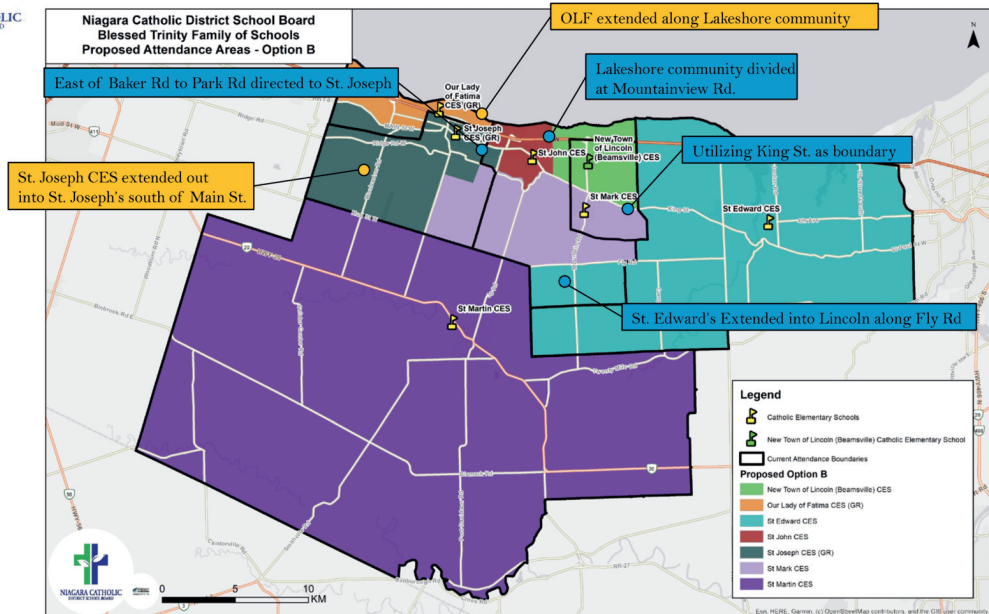 Niagara Catholic District School Board
Blessed Trinity Family of Schools
Proposed Attendance Areas - Option B
OLF extended along Lakeshore community
N
East of Baker Rd to Park Rd directed to St. Joseph
Lakeshore community divided
at Mountainview Rd.
Our Lady
of Fatima
CES (GR)
St Joseph
CES (GR)
St John CES
New Town
of Lincoln
(Beamsville) CES
Utilizing King St. as boundary
St. Joseph CES extended out
into St. Joseph's south of Main St.
St Mark CES
St Edward CES
St Martin CES
St. Edward's Extended into Lincoln along Fly Rd
Legend
Catholic Elementary Schools
New Town of Lincoln (Beamsville) Catholic Elementary School
Current Attendance Boundaries
Proposed Option B
New Town of Lincoln (Beamsville) CES
Our Lady of Fatima CES (GR)
St Edward CES
St John CES
St Joseph CES (GR)
St Mark CES
St Martin CES
NIAGARA CATHOLIC
DISTRICT SCHOOL BOARD
0 5 10
KM
Esri, HERE, Garmin, (c) OpenStreetMap contributors, and the GIS user community